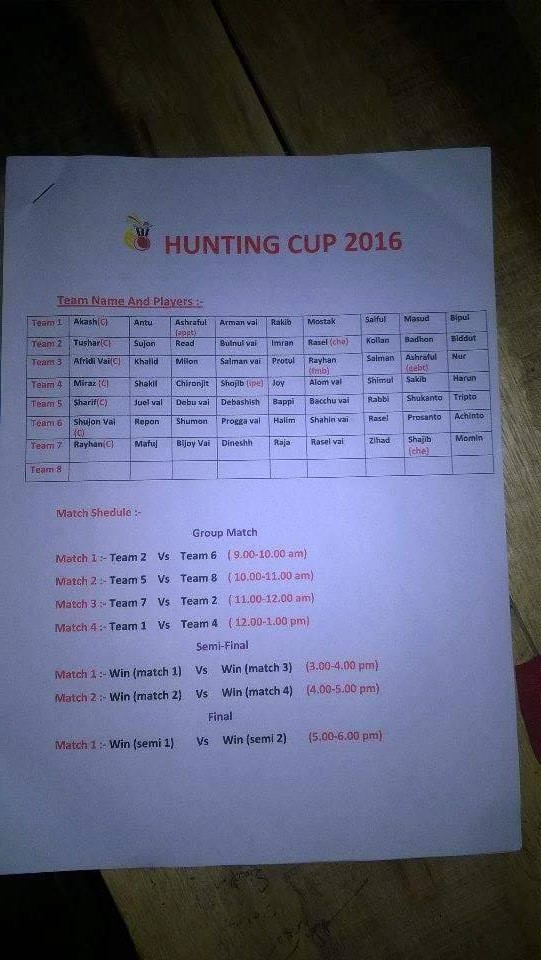 HUNTING CUP 2016
Team Name And Players :-
Team 1 Akash(C) Antu Ashraful (appt) Arman vai Rakib Mostak Saiful Masud Bipul
Team 2 Tushar(C) Sujon Read Bulnul vai Imran Rasel (che) Kollan Badhon Biddut
Team 3 Afridi Vai(C) Khalid Milon Salman vai Protul Rayhan (fmb) Salman Ashraful (gebt) Nur
Team 4 Miraz (C) Shakil Chironjit Shojib (ipe) Joy Alom vai Shimul Sakib Harun
Team 5 Sharif(C) Juel vai Debu vai Debashish Bappi Bacchu vai Rabbi Shukanto Tripto
Team 6 Shujon Vai (C) Repon Shumon Progga vai Halim Shahin vai Rasel Prosanto Achinto
Team 7 Rayhan(C) Mafuj Bijoy Vai Dineshh Raja Rasel vai Zihad Shajib (che) Momin
Team 8
Match Shedule :-
Group Match
Match 1 :- Team 2 Vs Team 6 ( 9.00-10.00 am)
Match 2 :- Team 5 Vs Team 8 ( 10.00-11.00 am)
Match 3 :- Team 7 Vs Team 2 ( 11.00-12.00 am)
Match 4 :- Team 1 Vs Team 4 ( 12.00-1.00 pm)
Semi-Final
Match 1 :- Win (match 1) Vs Win (match 3) (3.00-4.00 pm)
Match 2 :- Win (match 2) Vs Win (match 4) (4.00-5.00 pm)
Final
Match 1 :- Win (semi 1) Vs Win (semi 2) (5.00-6.00 pm)